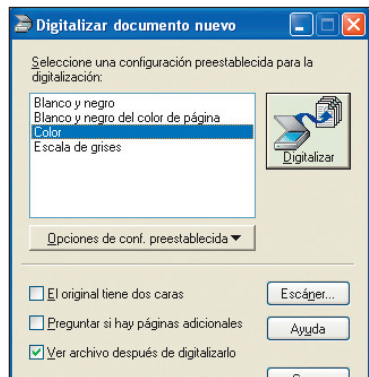 Digitalizar documento nuevo
Seleccione una configuración preestablecida para la
digitalización:
Blanco y negro
Blanco y negro del color de página
Color
Escala de grises
Digitalizar
Opciones de conf. preestablecida
El original tiene dos caras
Escáner...
Preguntar si hay páginas adicionales
Ayuda
Ver archivo después de digitalizarlo